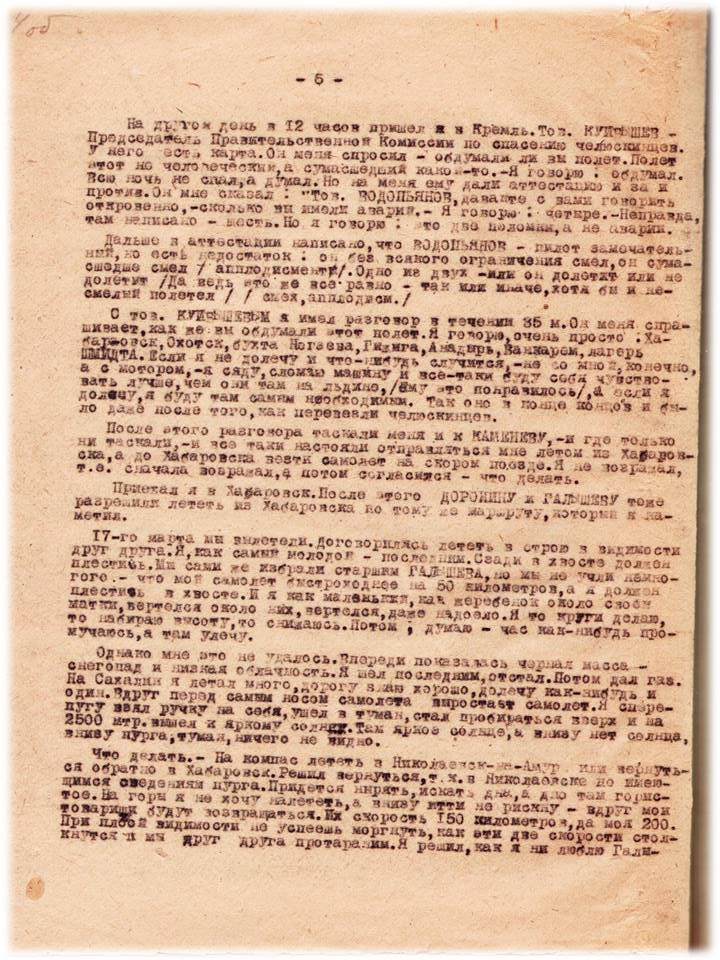 - 5 -
На другом день в 12 часов пришел я в Кремль. Тов. КУЙБЫШЕВ -
Председатель Правительственной Комиссии по спасению челюскинцев.
У него есть карта. Он меня спросил - обдумали ли вы полет. Полет
этот не человеческий, а сумасшедший какой-то. - Я говорю : обдумал.
Всю ночь не спал, а думал. Но на меня ему дали аттестацию и за и
против. Он мне сказал : "Тов. ВОДОПЬЯНОВ, давайте с вами говорить
откровенно, - сколько вы имели аварий. - Я говорю : четыре. - Неправда,
там написано - шесть. Но я говорю : это две поломки, а не аварии.
Дальше в аттестации написано, что ВОДОПЬЯНОВ - пилот замечатель-
ный, но есть недостаток : он без всякого ограничения смел, он сума-
сшедше смел / апплодисменты/. Одно из двух - или он долетит или не
долетит /Да ведь это же все равно - так или иначе, хотя бы и не-
смелый полетел / / смех, апплодисм./
С тов. КУЙБЫШЕВЫМ я имел разговор в течении 35 м. Он меня спра-
шивает, как же вы обдумали этот полет. Я говорю, очень просто : Ха-
баровск, Охотск, бухта Ногаева, Гижига, Анадырь, Ванкарем, лагерь
ШМИДТА. Если я не долечу и что-нибудь случится, - не со мной, конечно,
а с мотором, - я сяду, сломаю машину и все-таки буду себя чувство-
вать лучше, чем они там на льдине, /ему это понравилось/, а если я
долечу, я буду там самым необходимым. Так оно в конце концов и бы-
ло даже после того, как перевезли челюскинцев.
После этого разговора таскали меня и к КАМЕНЕВУ, - и где только
ни таскали, - и все таки настояли отправляться мне летом из Хабаров-
ска, а до Хабаровска везти самолет на скором поезде. Я не возражал,
т.е. сначала возражал, а потом согласился - что делать.
Приехал я в Хабаровск. После этого ДОРОНИНУ и ГАЛЫШЕВУ тоже
разрешили лететь из Хабаровска по тому же маршруту, который я на-
метил.
17-го марта мы вылетели. Договорились лететь в строю в видимости
друг друга. Я, как самый молодой - последним. Сзади в хвосте должен
плестись. Мы сами же избрали старшим ГАЛЫШЕВА, но мы не учли немно-
гого. - что мой самолет быстроходнее на 50 километров, а я должен
плестись в хвосте. И я как маленький, как жеребенок около своей
матки, вертелся около них, вертелся, даже надоело. Я то круги делаю,
то набираю высоту, то снижаюсь. Потом , думаю - час как-нибудь про-
мучаюсь, а там улечу.
Однако мне это не удалось. Впереди показалась черная масса -
снегопад и низкая облачность. Я шел последним, отстал. Потом дал газ.
На Сахалин я летал много, дорогу знаю хорошо, долечу как-нибудь и
один. Вдруг перед самым носом самолета вырастает самолет. Я спере-
пугу взял ручку на себя, ушел в туман, стал пробираться вверх и на
2500 мтр. вышел к яркому солнцу. Там яркое солнце, а внизу нет солнца,
внизу пурга, туман, ничего не видно.
Что делать. - На компас лететь в Николаевск-на-Амур или вернуть-
ся обратно в Хабаровск. Решил вернуться, т.к. в Николаевске по имею-
щимся сведениям пурга. Придется нырять, искать дна, а дно там горис-
тое. На горы я не хочу налететь, а внизу итти не рискну - вдруг мои
товарищи будут возвращаться. Их скорость 150 километров, да моя 200.
При плохой видимости не успеешь моргнуть, как эти две скорости стол-
кнутся и мы друг друга протараним. Я решил, как я ни люблю Галы-